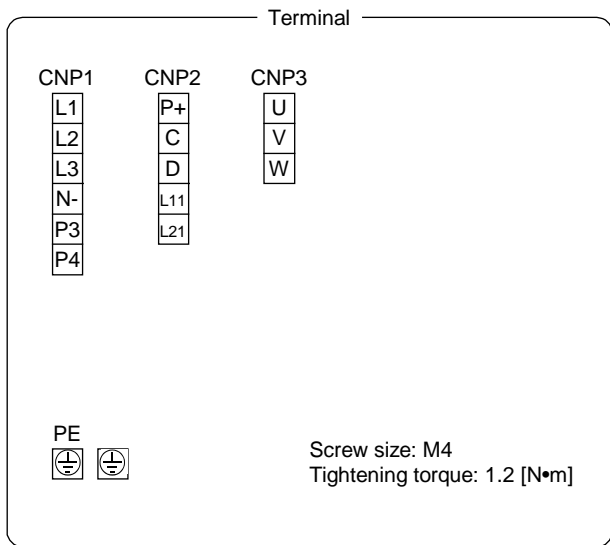 Terminal
CNP1 CNP2 CNP3
L1 P+ U
L2 C V
L3 D W
N- L11
P3 L21
P4
PE
Screw size: M4
Tightening torque: 1.2 [N•m]